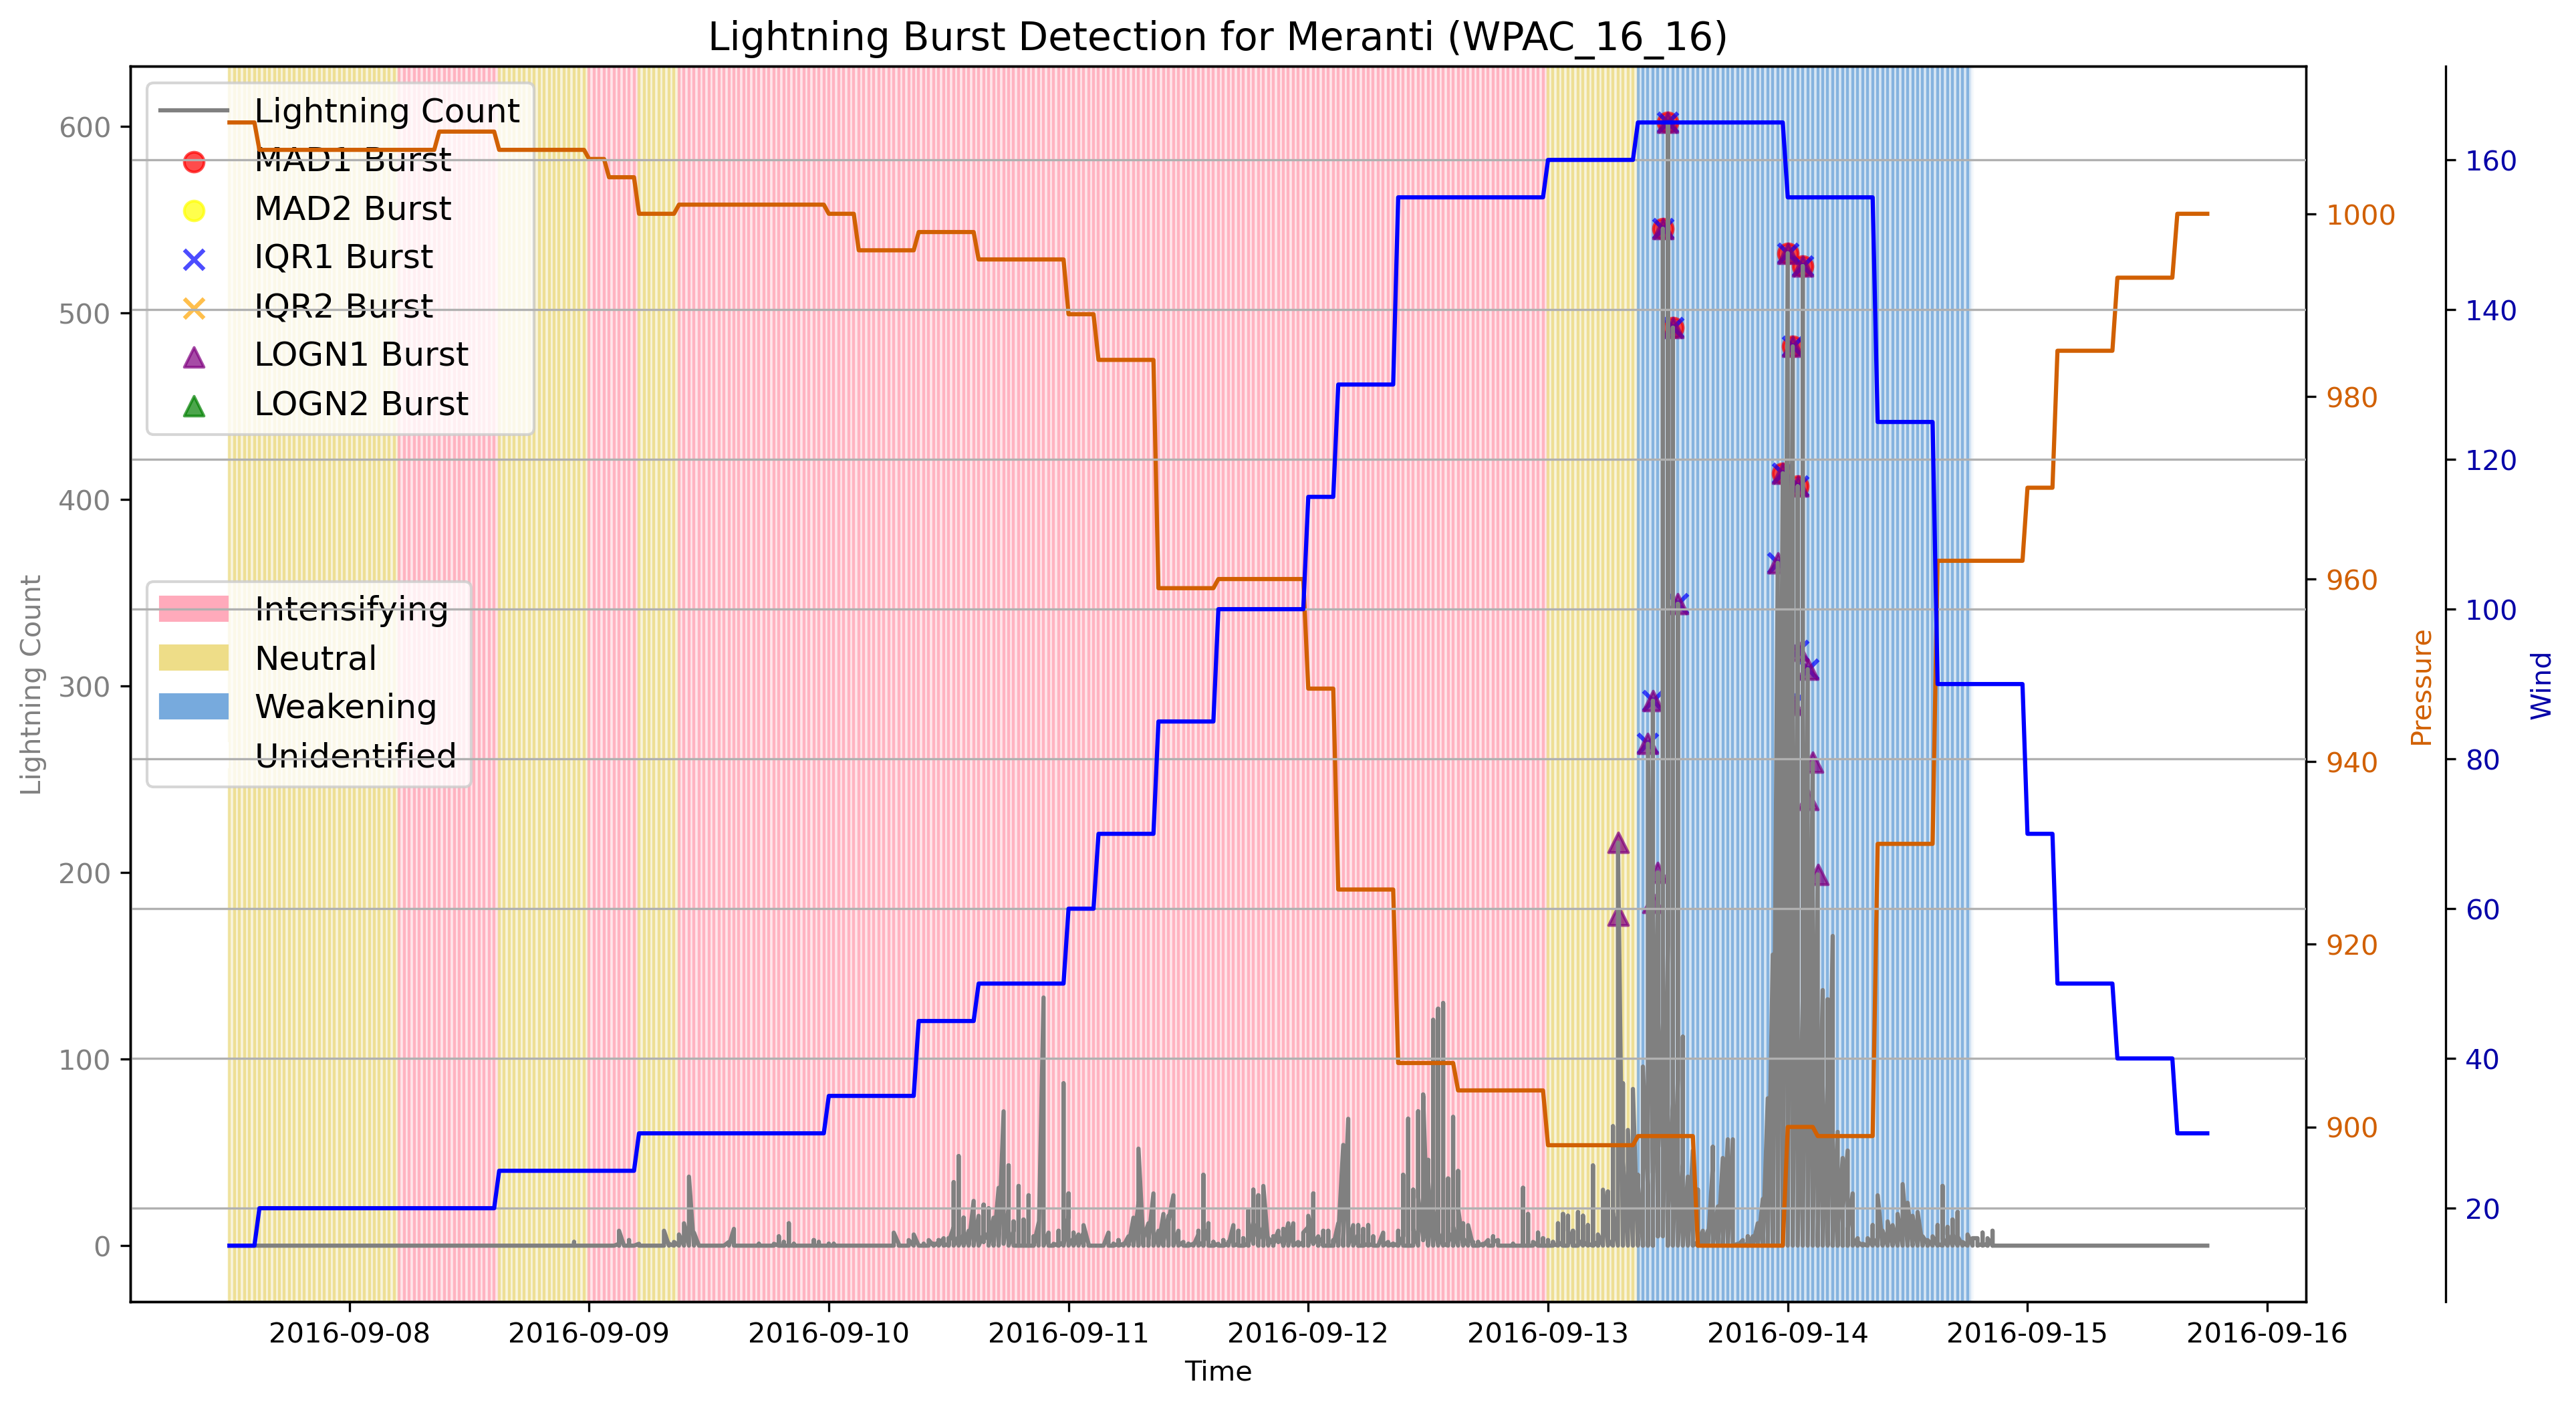 Lightning Burst Detection for Meranti (WPAC_16_16)
Lightning Count
MAD1 Burst
MAD2 Burst
IQR1 Burst
IQR2 Burst
LOGN1 Burst
LOGN2 Burst
Intensifying
Neutral
Weakening
Unidentified
Lightning Count
600
500
400
300
200
100
0
1000
980
960
940
920
900
Pressure
160
140
120
100
80
60
40
20
Wind
2016-09-08 2016-09-09 2016-09-10 2016-09-11 2016-09-12 2016-09-13 2016-09-14 2016-09-15 2016-09-16
Time